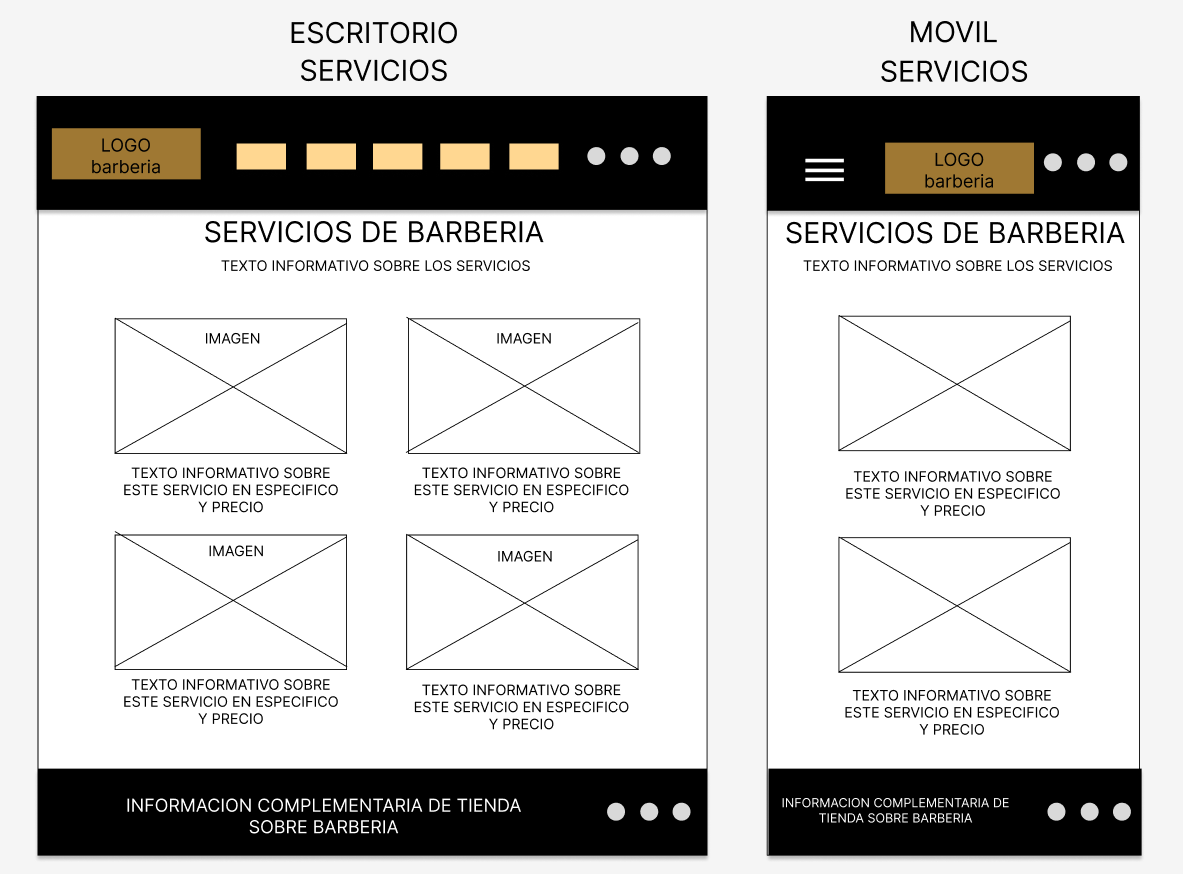 ESCRITORIO
SERVICIOS
LOGO
barberia
SERVICIOS DE BARBERIA
TEXTO INFORMATIVO SOBRE LOS SERVICIOS
IMAGEN
IMAGEN
TEXTO INFORMATIVO SOBRE
ESTE SERVICIO EN ESPECIFICO
Y PRECIO
TEXTO INFORMATIVO SOBRE
ESTE SERVICIO EN ESPECIFICO
Y PRECIO
IMAGEN
IMAGEN
TEXTO INFORMATIVO SOBRE
ESTE SERVICIO EN ESPECIFICO
Y PRECIO
TEXTO INFORMATIVO SOBRE
ESTE SERVICIO EN ESPECIFICO
Y PRECIO
INFORMACION COMPLEMENTARIA DE TIENDA
SOBRE BARBERIA
MOVIL
SERVICIOS
LOGO
barberia
SERVICIOS DE BARBERIA
TEXTO INFORMATIVO SOBRE LOS SERVICIOS
TEXTO INFORMATIVO SOBRE
ESTE SERVICIO EN ESPECIFICO
Y PRECIO
TEXTO INFORMATIVO SOBRE
ESTE SERVICIO EN ESPECIFICO
Y PRECIO
INFORMACION COMPLEMENTARIA DE
TIENDA SOBRE BARBERIA